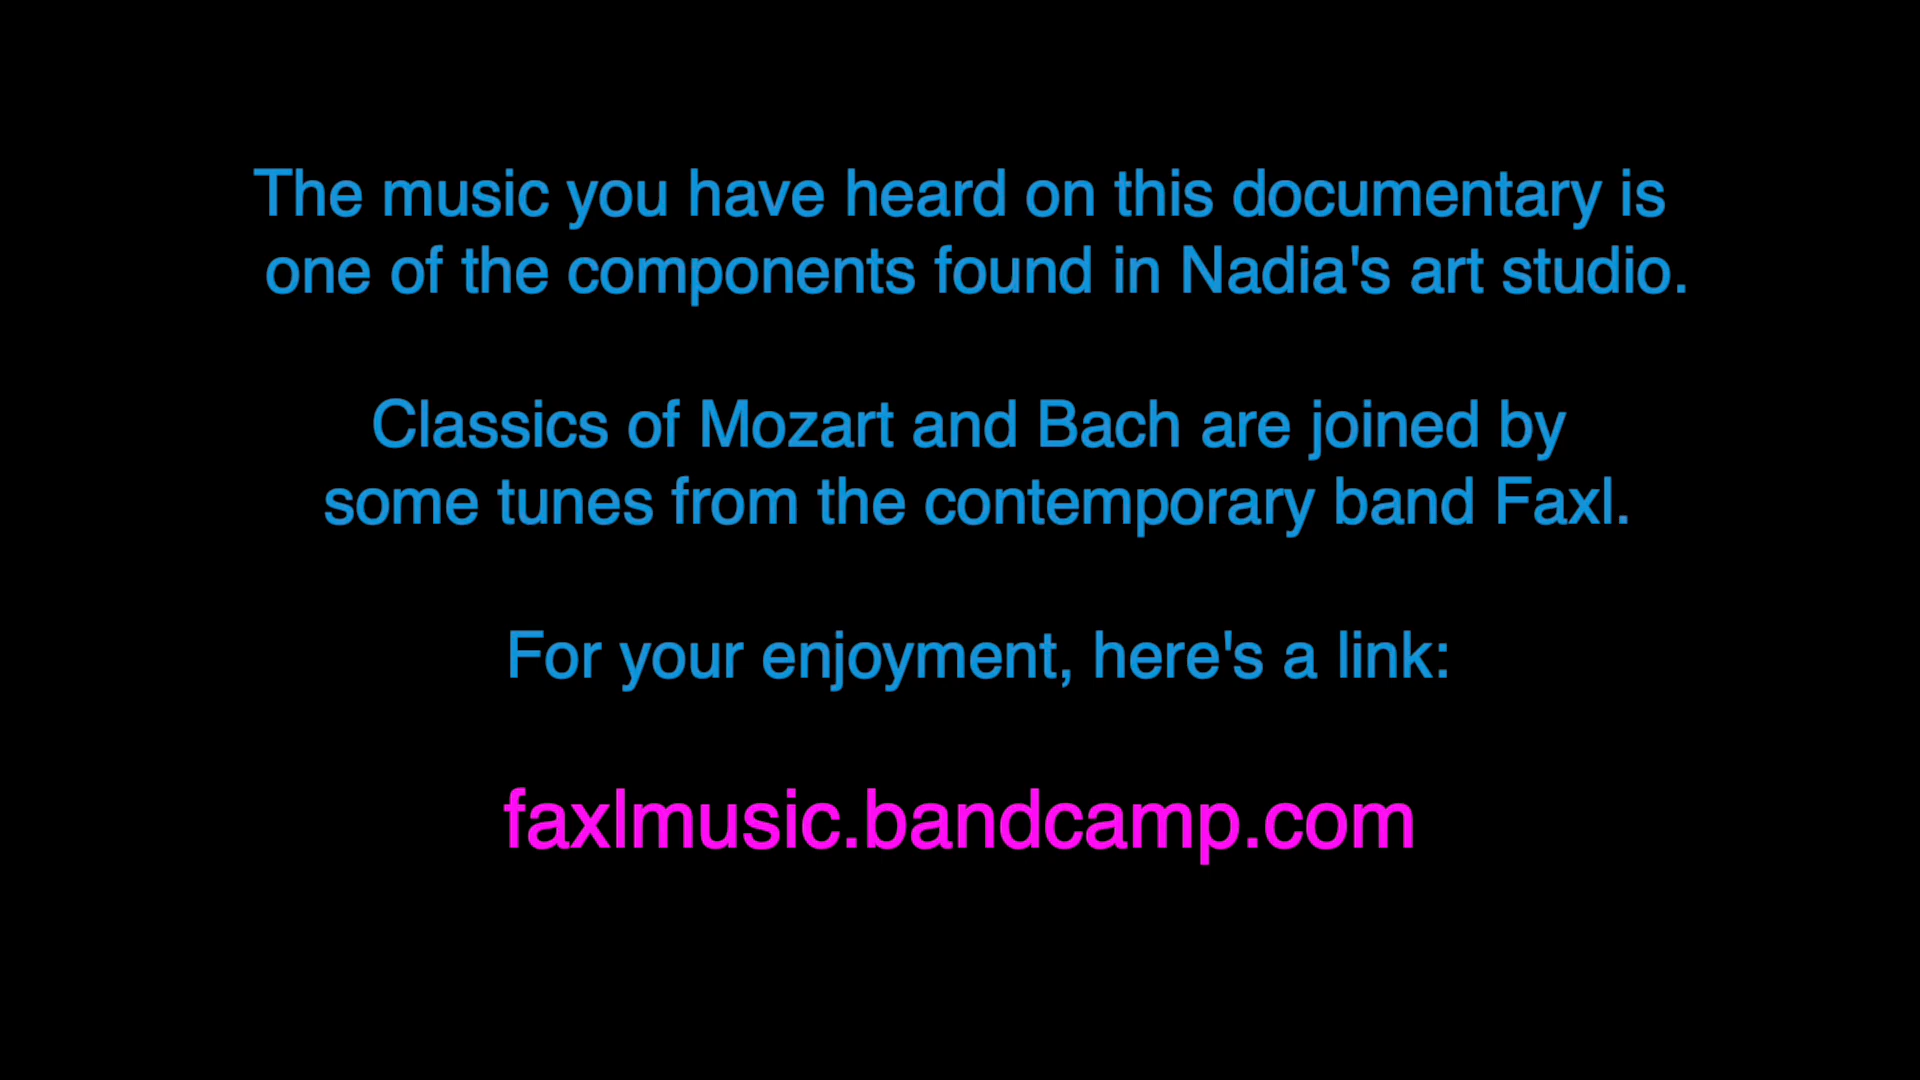 The music you have heard on this documentary is
one of the components found in Nadia's art studio.
Classics of Mozart and Bach are joined by
some tunes from the contemporary band Faxl.
For your enjoyment, here's a link:
faxlmusic.bandcamp.com